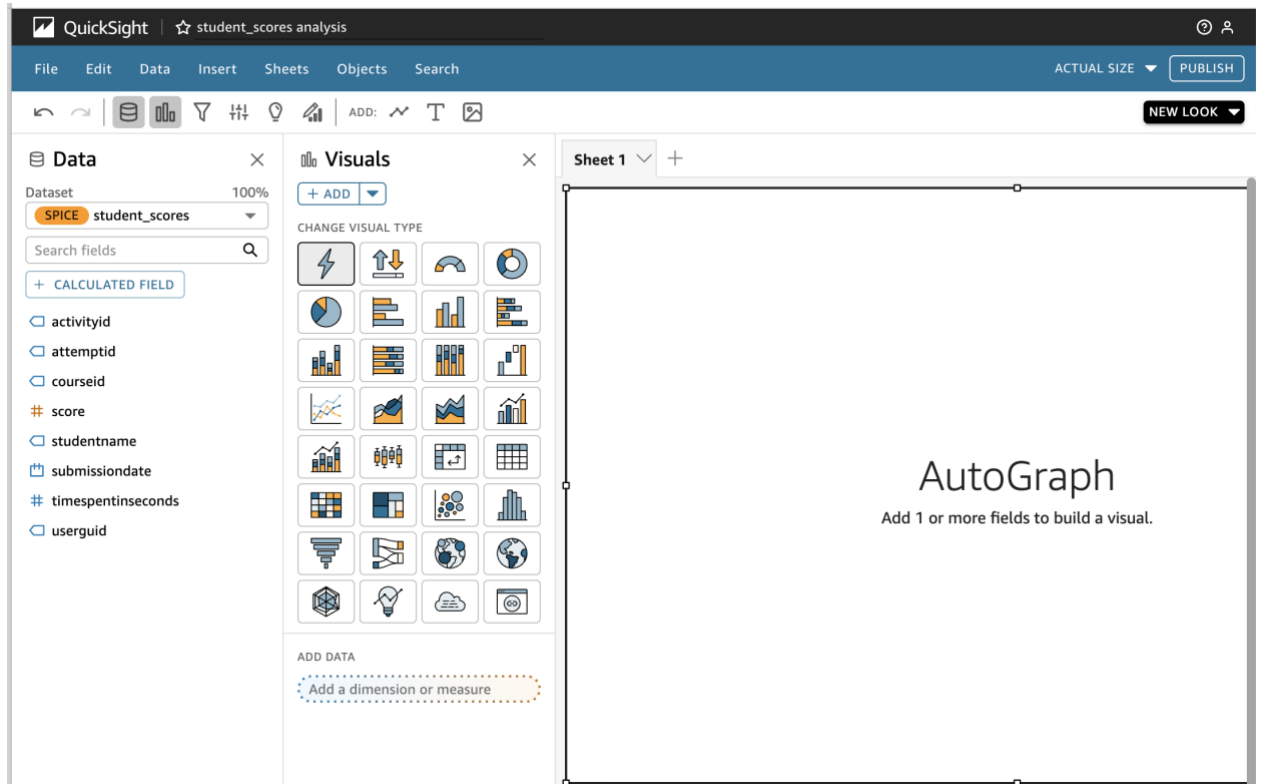 QuickSight student_scores analysis
File Edit Data Insert Sheets Objects Search ACTUAL SIZE PUBLISH
ADD: T NEW LOOK
Data
Dataset 100%
SPICE student_scores
Search fields
+ CALCULATED FIELD
activityid
attemptid
courseid
# score
studentname
submissiondate
# timespentinseconds
userguid
Visuals
+ ADD
CHANGE VISUAL TYPE
ADD DATA
Add a dimension or measure
Sheet 1 +
AutoGraph
Add 1 or more fields to build a visual.